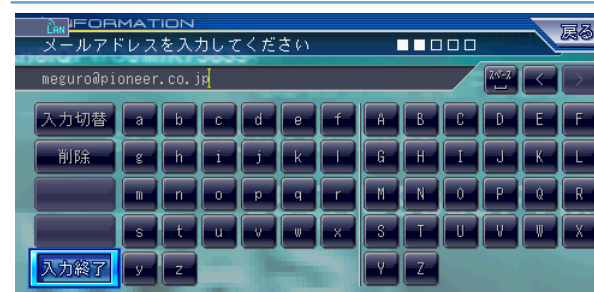 LAN INFORMATION
メールアドレスを入力してください
戻る
meguro@pioneer.co.jp
スペース < >
入力切替 a b c d e f A B C D E F
削除 g h i j k l G H I J K L
m n o p q r M N O P Q R
s t u v w x S T U V W X
入力終了 y z Y Z